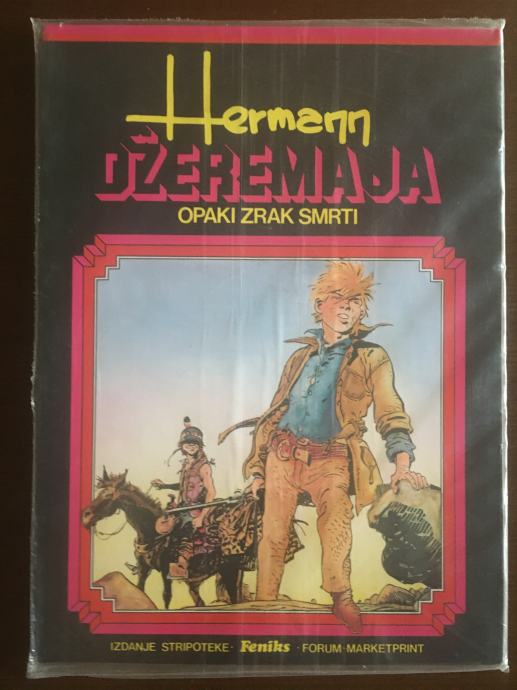 Hermann
DŽEREMAJA
OPAKI ZRAK SMRTI
IZDANJE STRIPOTEKE · Feniks · FORUM-MARKETPRINT